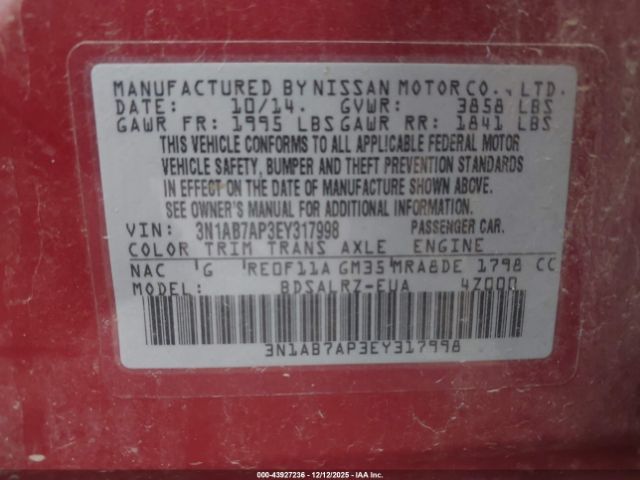 MANUFACTURED BY NISSAN MOTOR CO., LTD.
DATE: 10/14. GVWR: 3858 LBS
GAWR FR: 1995 LBS GAWR RR: 1841 LBS
THIS VEHICLE CONFORMS TO ALL APPLICABLE FEDERAL MOTOR
VEHICLE SAFETY, BUMPER AND THEFT PREVENTION STANDARDS
IN EFFECT ON THE DATE OF MANUFACTURE SHOWN ABOVE.
SEE OWNER'S MANUAL FOR ADDITIONAL INFORMATION.
VIN: 3N1AB7AP3EY317998 PASSENGER CAR.
COLOR TRIM TRANS AXLE ENGINE
NAC G RE0F11A GM35 MRA8DE 1798 CC
MODEL: BDSALRZ-EUA 4Z000
3N1AB7AP3EY317998
00-43927236 - 12/12/2025 - IAA Inc.